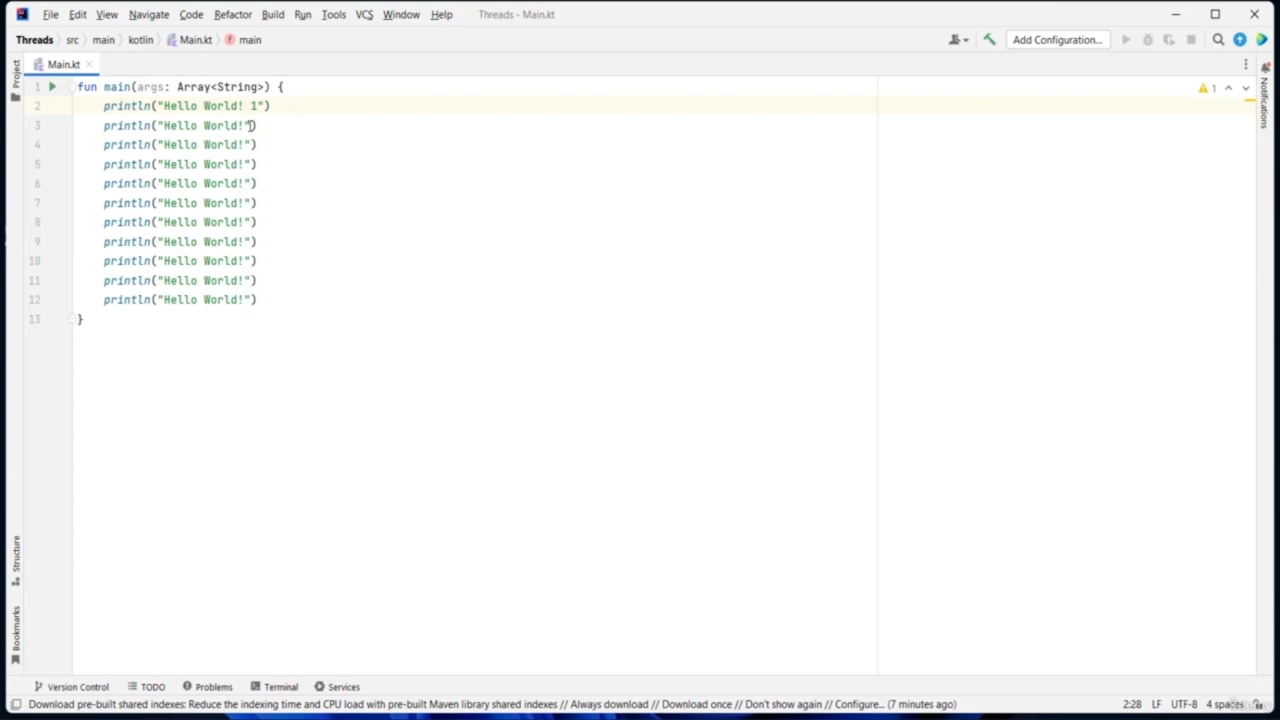 File Edit View Navigate Code Refactor Build Run Tools VCS Window Help Threads - Main.kt
Threads src main kotlin Main.kt main Add Configuration...
Project Main.kt
1 fun main(args: Array<String>) { 1
2 println("Hello World! 1")
3 println("Hello World!")
4 println("Hello World!")
5 println("Hello World!")
6 println("Hello World!")
7 println("Hello World!")
8 println("Hello World!")
9 println("Hello World!")
10 println("Hello World!")
11 println("Hello World!")
12 println("Hello World!")
13 }
Notifications
Structure
Bookmarks
Version Control TODO Problems Terminal Services
Download pre-built shared indexes: Reduce the indexing time and CPU load with pre-built Maven library shared indexes // Always download // Download once // Don't show again // Configure... (7 minutes ago) 2:28 LF UTF-8 4 spaces